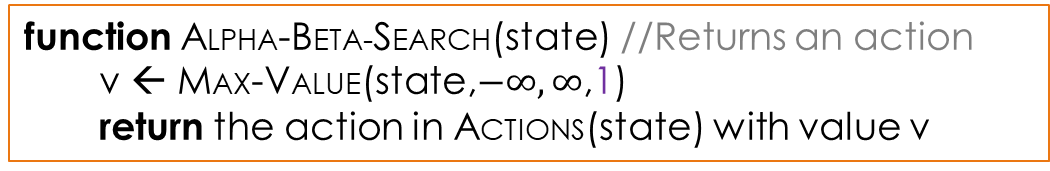 function ALPHA-BETA-SEARCH(state) //Returns an action
v ← MAX-VALUE(state,−∞, ∞,1)
return the action in ACTIONS(state) with value v